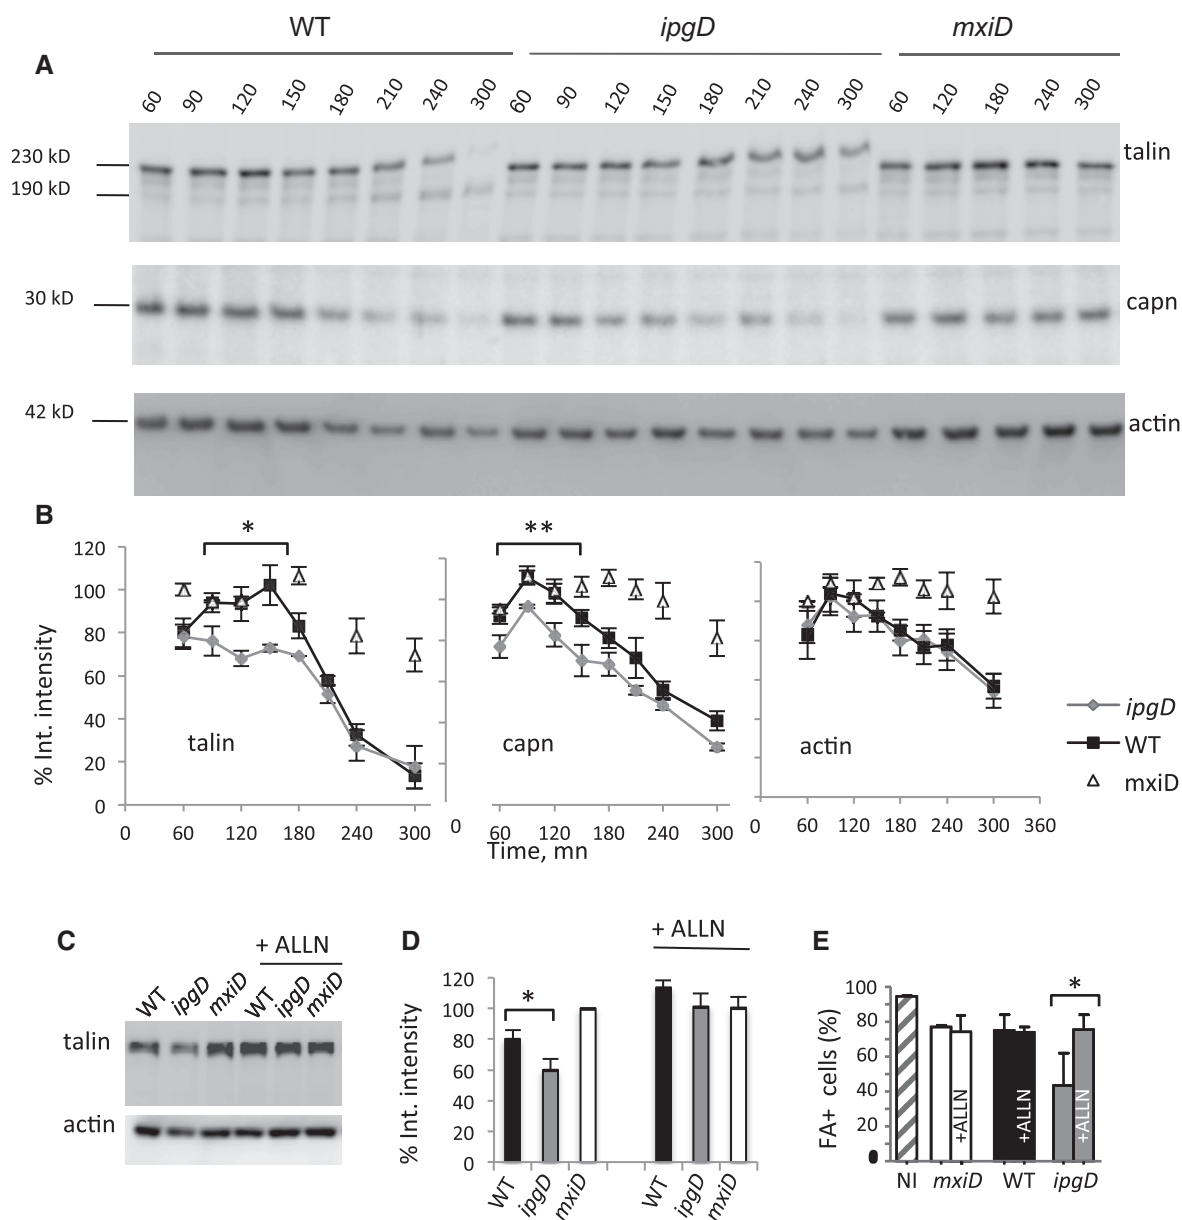 WT ipgD mxiD
A
60 90 120 150 180 210 240 300 60 90 120 150 180 210 240 300 60 120 180 240 300
230 kD talin
190 kD
30 kD capn
42 kD actin
B
* **
120
100
80
60
40
20
0
% Int. intensity
talin capn actin
ipgD
WT
mxiD
0 60 120 180 240 300 0 60 120 180 240 300 0 60 120 180 240 300 360
Time, mn
C
+ ALLN
WT ipgD mxiD WT ipgD mxiD
talin
actin
D
+ ALLN
120
100
80
60
40
20
0
% Int. intensity
*
WT ipgD mxiD WT ipgD mxiD
E
100
80
60
40
20
0
FA+ cells (%)
*
+ALLN +ALLN +ALLN
NI mxiD WT ipgD